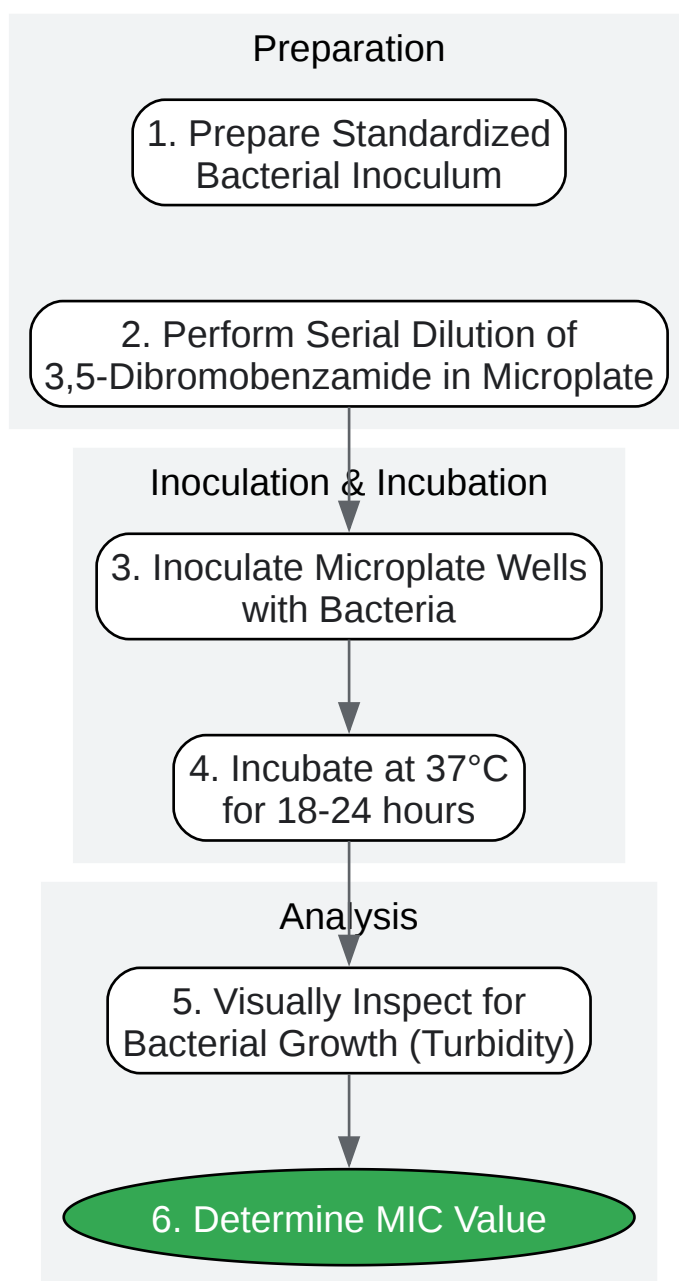 Preparation
1. Prepare Standardized
Bacterial Inoculum
2. Perform Serial Dilution of
3,5-Dibromobenzamide in Microplate
Inoculation & Incubation
3. Inoculate Microplate Wells
with Bacteria
4. Incubate at 37°C
for 18-24 hours
Analysis
5. Visually Inspect for
Bacterial Growth (Turbidity)
6. Determine MIC Value